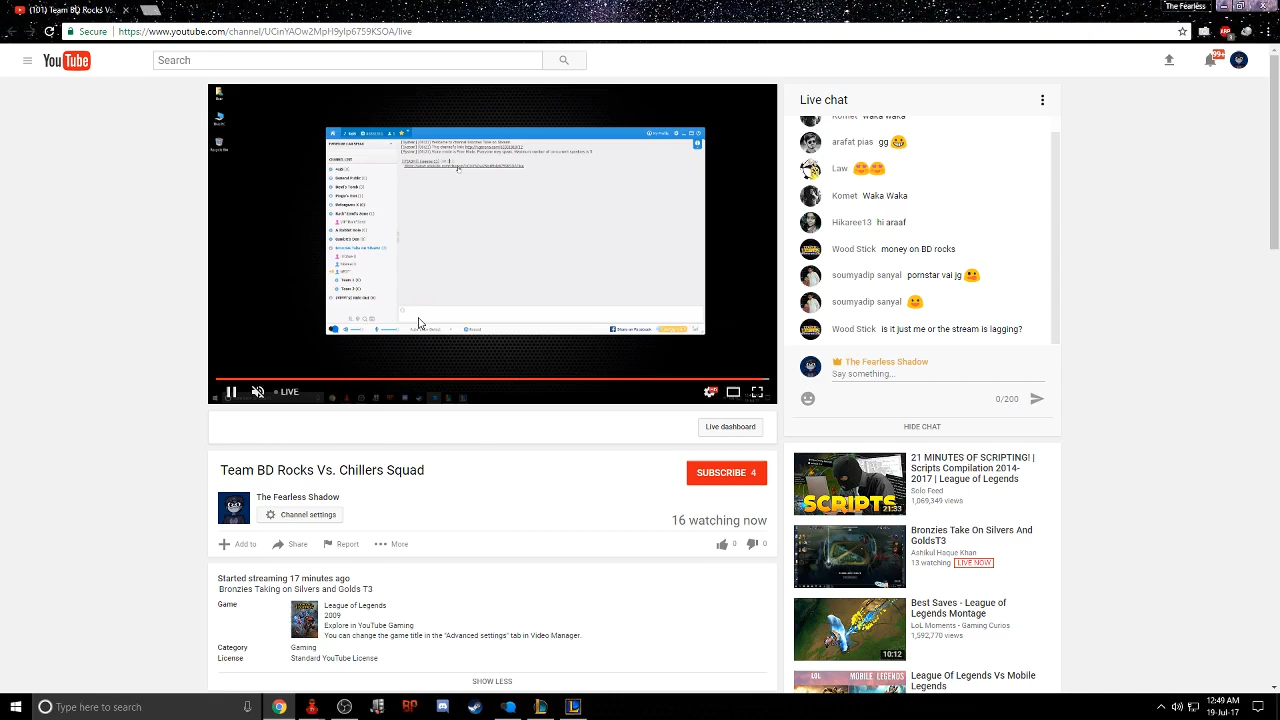 (101) Team BD Rocks Vs.
The Fearless
Secure
https://www.youtube.com/channel/UCinYAOw2MpH9yIp6759KSOA/live
YouTube
Search
99+
LIVE
Live dashboard
Team BD Rocks Vs. Chillers Squad
SUBSCRIBE 4
The Fearless Shadow
Channel settings
16 watching now
Add to
Share
Report
More
0
0
Started streaming 17 minutes ago
Bronzies Taking on Silvers and Golds T3
Game
League of Legends
2009
Explore in YouTube Gaming
You can change the game title in the "Advanced settings" tab in Video Manager.
Category
Gaming
License
Standard YouTube License
SHOW LESS
Live chat
Komet Waka Waka
arafat pias gg
Law
Komet Waka Waka
Hikaree13 hi araaf
Wood Stick money on BD rocks
soumyadip sanyal pornstar vai jg
soumyadip sanyal
Wood Stick is it just me or the stream is lagging?
The Fearless Shadow
Say something...
0/200
HIDE CHAT
SCRIPTS
21:33
21 MINUTES OF SCRIPTING! |
Scripts Compilation 2014-
2017 | League of Legends
Solo Feed
1,069,349 views
Bronzies Take On Silvers And
GoldsT3
Ashikul Haque Khan
13 watching
LIVE NOW
10:12
Best Saves - League of
Legends Montage
LoL Moments - Gaming Curios
1,592,770 views
LOL
MOBILE LEGENDS
League Of Legends Vs Mobile
Legends
Type here to search
12:49 AM
19-Jul-17